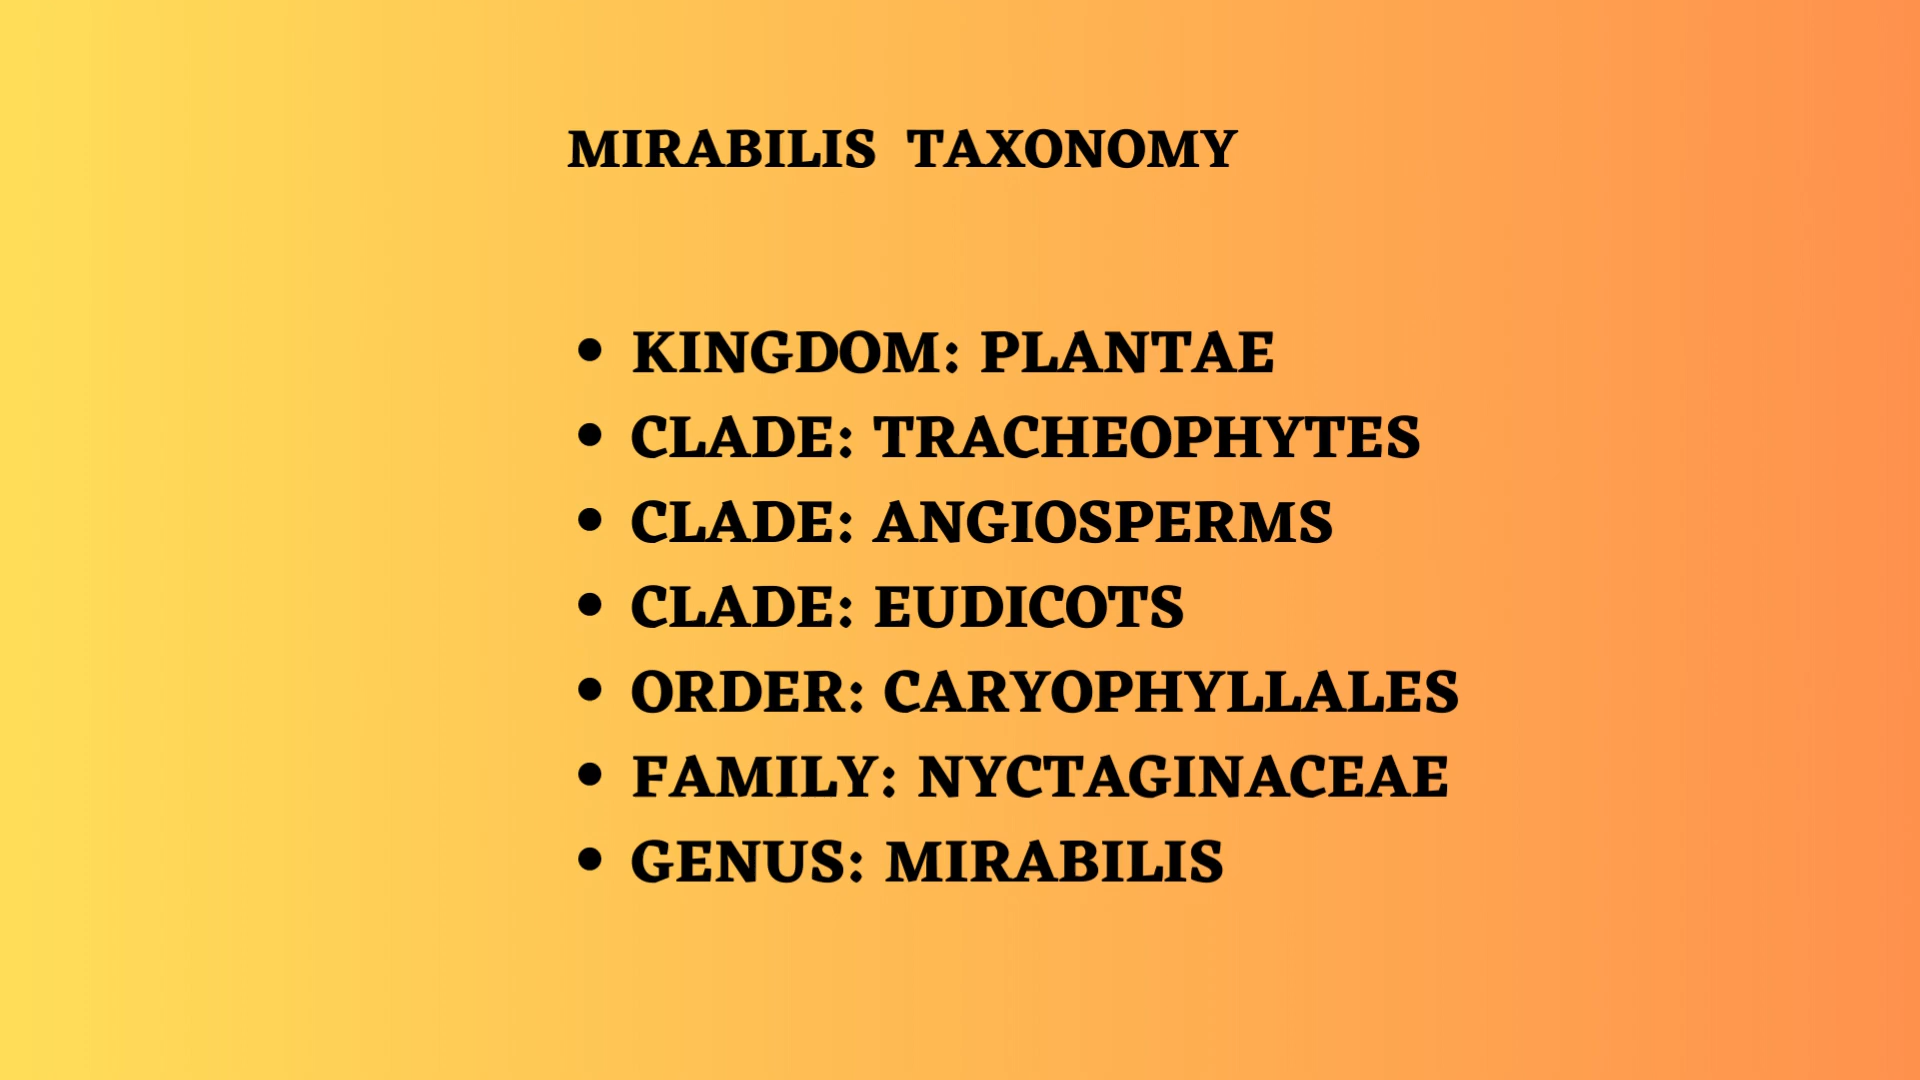 MIRABILIS TAXONOMY
• KINGDOM: PLANTAE
• CLADE: TRACHEOPHYTES
• CLADE: ANGIOSPERMS
• CLADE: EUDICOTS
• ORDER: CARYOPHYLLALES
• FAMILY: NYCTAGINACEAE
• GENUS: MIRABILIS